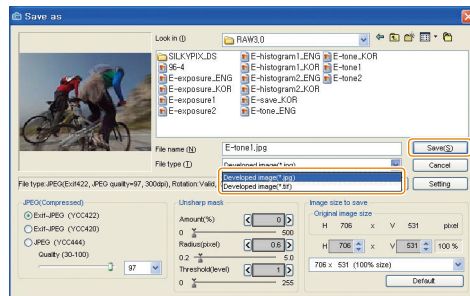 Save as
Look in (I)
RAW3.0
SILKYPIX_DS
96-4
E-exposure_ENG
E-exposure_KOR
E-exposure1
E-exposure2
E-histogram1_ENG
E-histogram1_KOR
E-histogram2_ENG
E-histogram2_KOR
E-save_KOR
E-tone_ENG
E-tone_KOR
E-tone1
E-tone2
File name (N)
E-tone1.jpg
Save(S)
File type (T)
Developed image(*.jpg)
Cancel
Developed image(*.jpg)
Developed image(*.tif)
File type:JPEG(Exif422, JPEG quality=97, 300dpi), Rotation:Valid,
Setting
JPEG(Compressed)
Exif-JPEG (YCC422)
Exif-JPEG (YCC420)
JPEG (YCC444)
Quality (30-100)
97
Unsharp mask
Amount(%)
0
0 500
Radius(pixel)
0.6
0.2 5.0
Threshold(level)
1
0 255
Image size to save
Original image size
H 706 x V 531 pixel
H 706 x V 531 100 %
706 x 531 (100% size)
Default